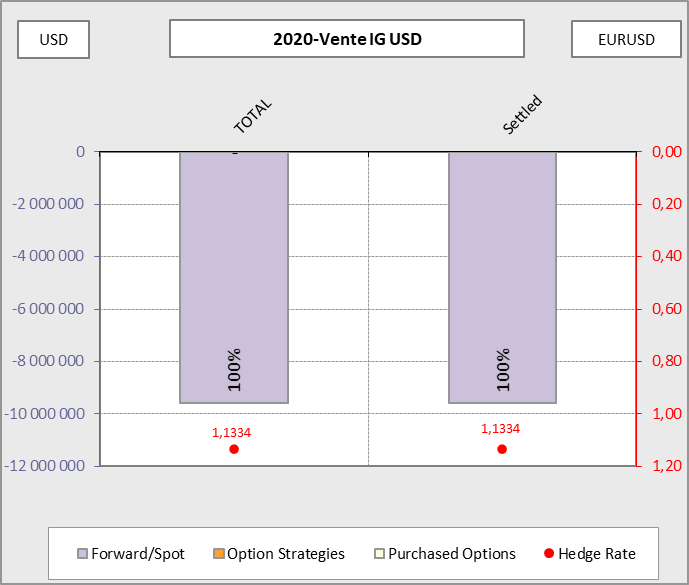 USD
2020-Vente IG USD
EURUSD
TOTAL
Settled
0
-2 000 000
-4 000 000
-6 000 000
-8 000 000
-10 000 000
-12 000 000
0,00
0,20
0,40
0,60
0,80
1,00
1,20
100%
100%
1,1334
1,1334
Forward/Spot
Option Strategies
Purchased Options
Hedge Rate